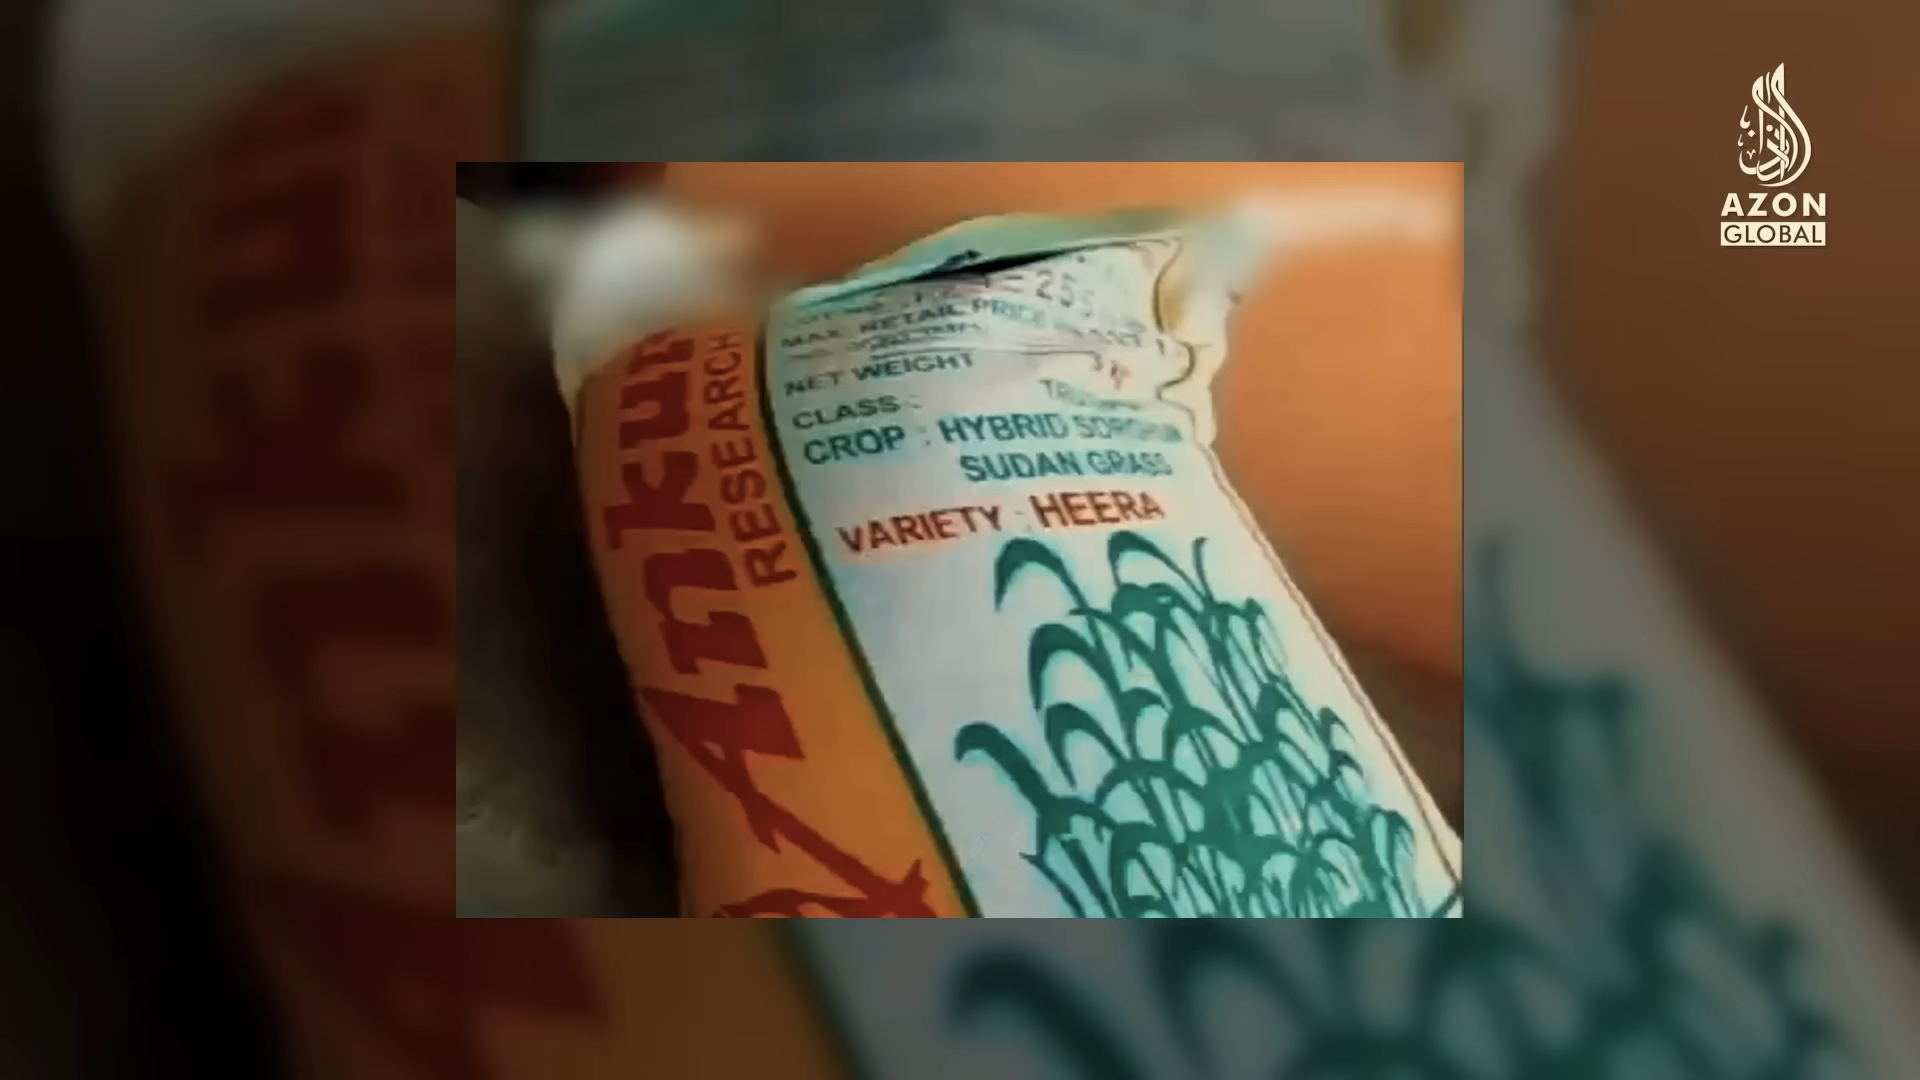 AZON
GLOBAL
Ankur
RESEARCH
MAX. RETAIL PRICE
NET WEIGHT
CLASS :
CROP : HYBRID SORGHUM
SUDAN GRASS
VARIETY : HEERA